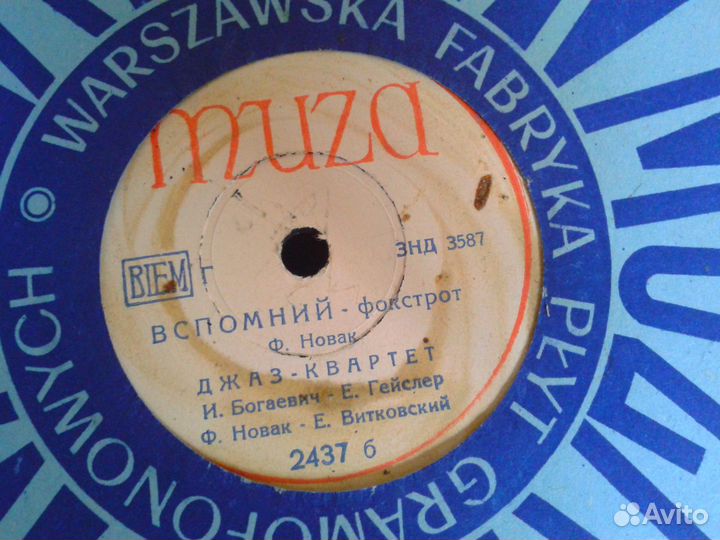 WARSZAWSKA FABRYKA PŁYT GRAMOFONOWYCH
muza
ЗНД 3587
BIEM Г
ВСПОМНИЙ - фокстрот
Ф. Новак
ДЖАЗ - КВАРТЕТ
И. Богаевич - Е. Гейслер
Ф. Новак - Е. Витковский
2437 б
Avito